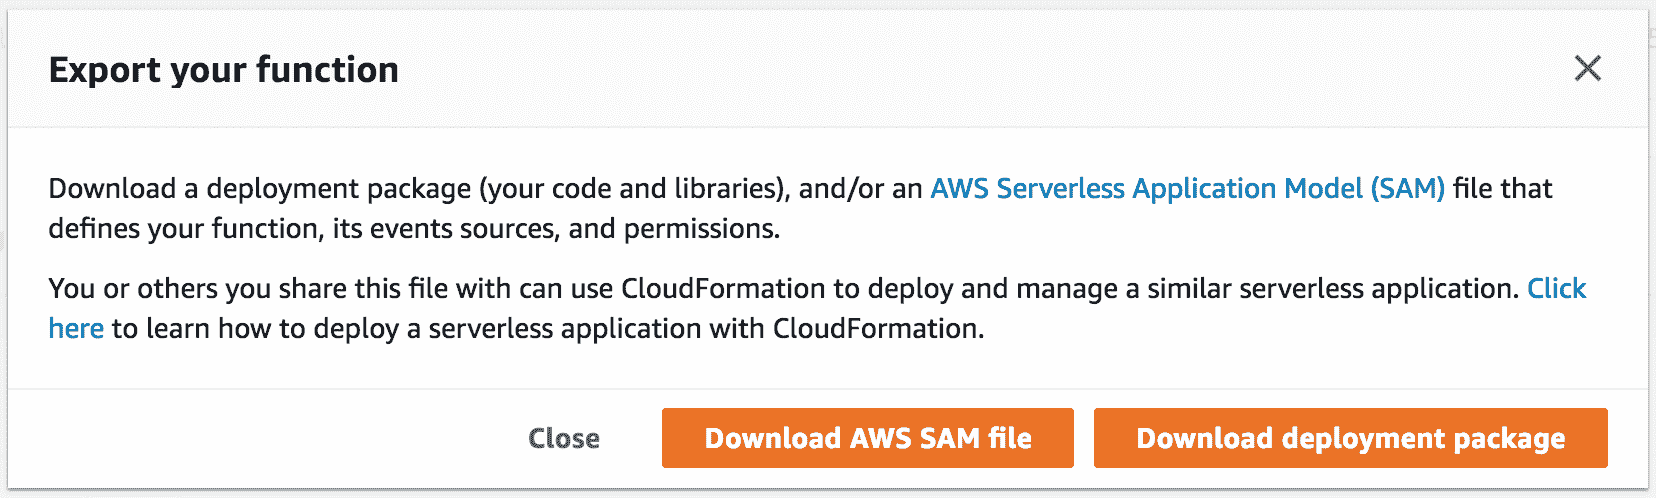 Export your function
Download a deployment package (your code and libraries), and/or an AWS Serverless Application Model (SAM) file that
defines your function, its events sources, and permissions.
You or others you share this file with can use CloudFormation to deploy and manage a similar serverless application. Click
here to learn how to deploy a serverless application with CloudFormation.
Close
Download AWS SAM file
Download deployment package